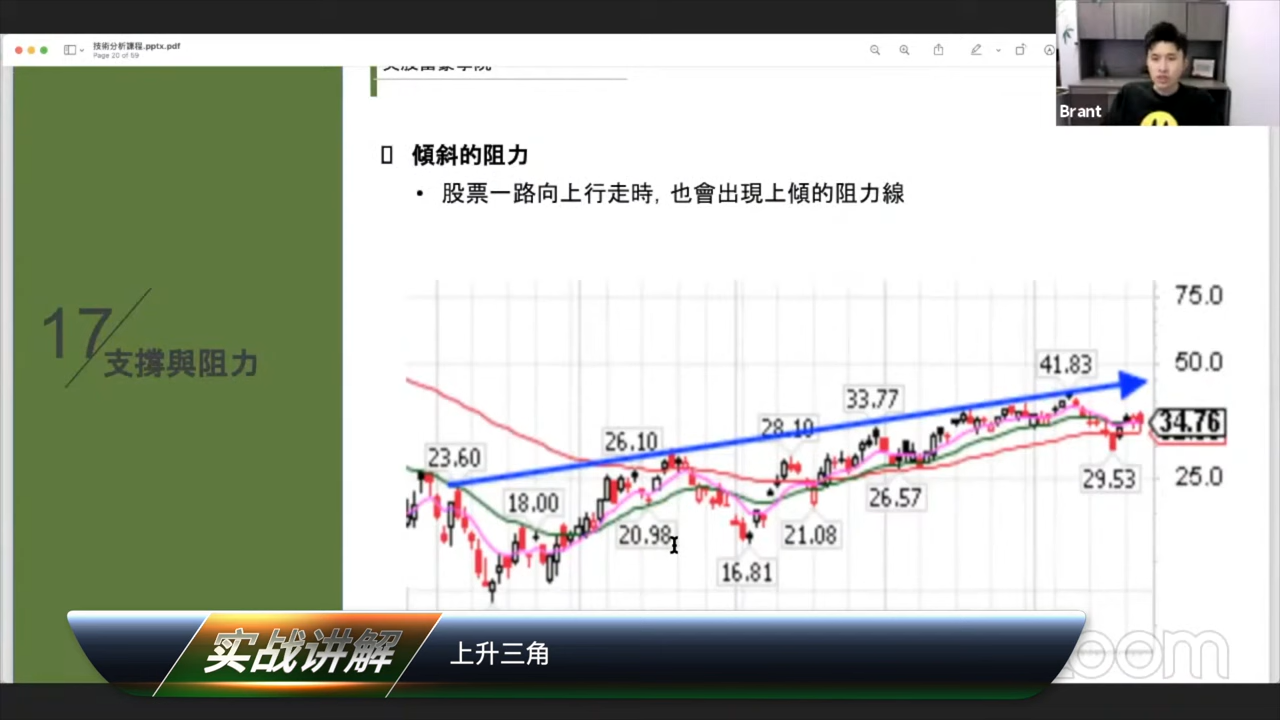 技術分析課程.pptx.pdf
Page 20 of 59
Brant
傾斜的阻力
• 股票一路向上行走時, 也會出現上傾的阻力線
17
支撐與阻力
75.0
50.0
25.0
41.83
33.77
34.76
28.10
26.10
23.60
29.53
26.57
18.00
20.98
21.08
16.81
实战讲解
上升三角
zoom